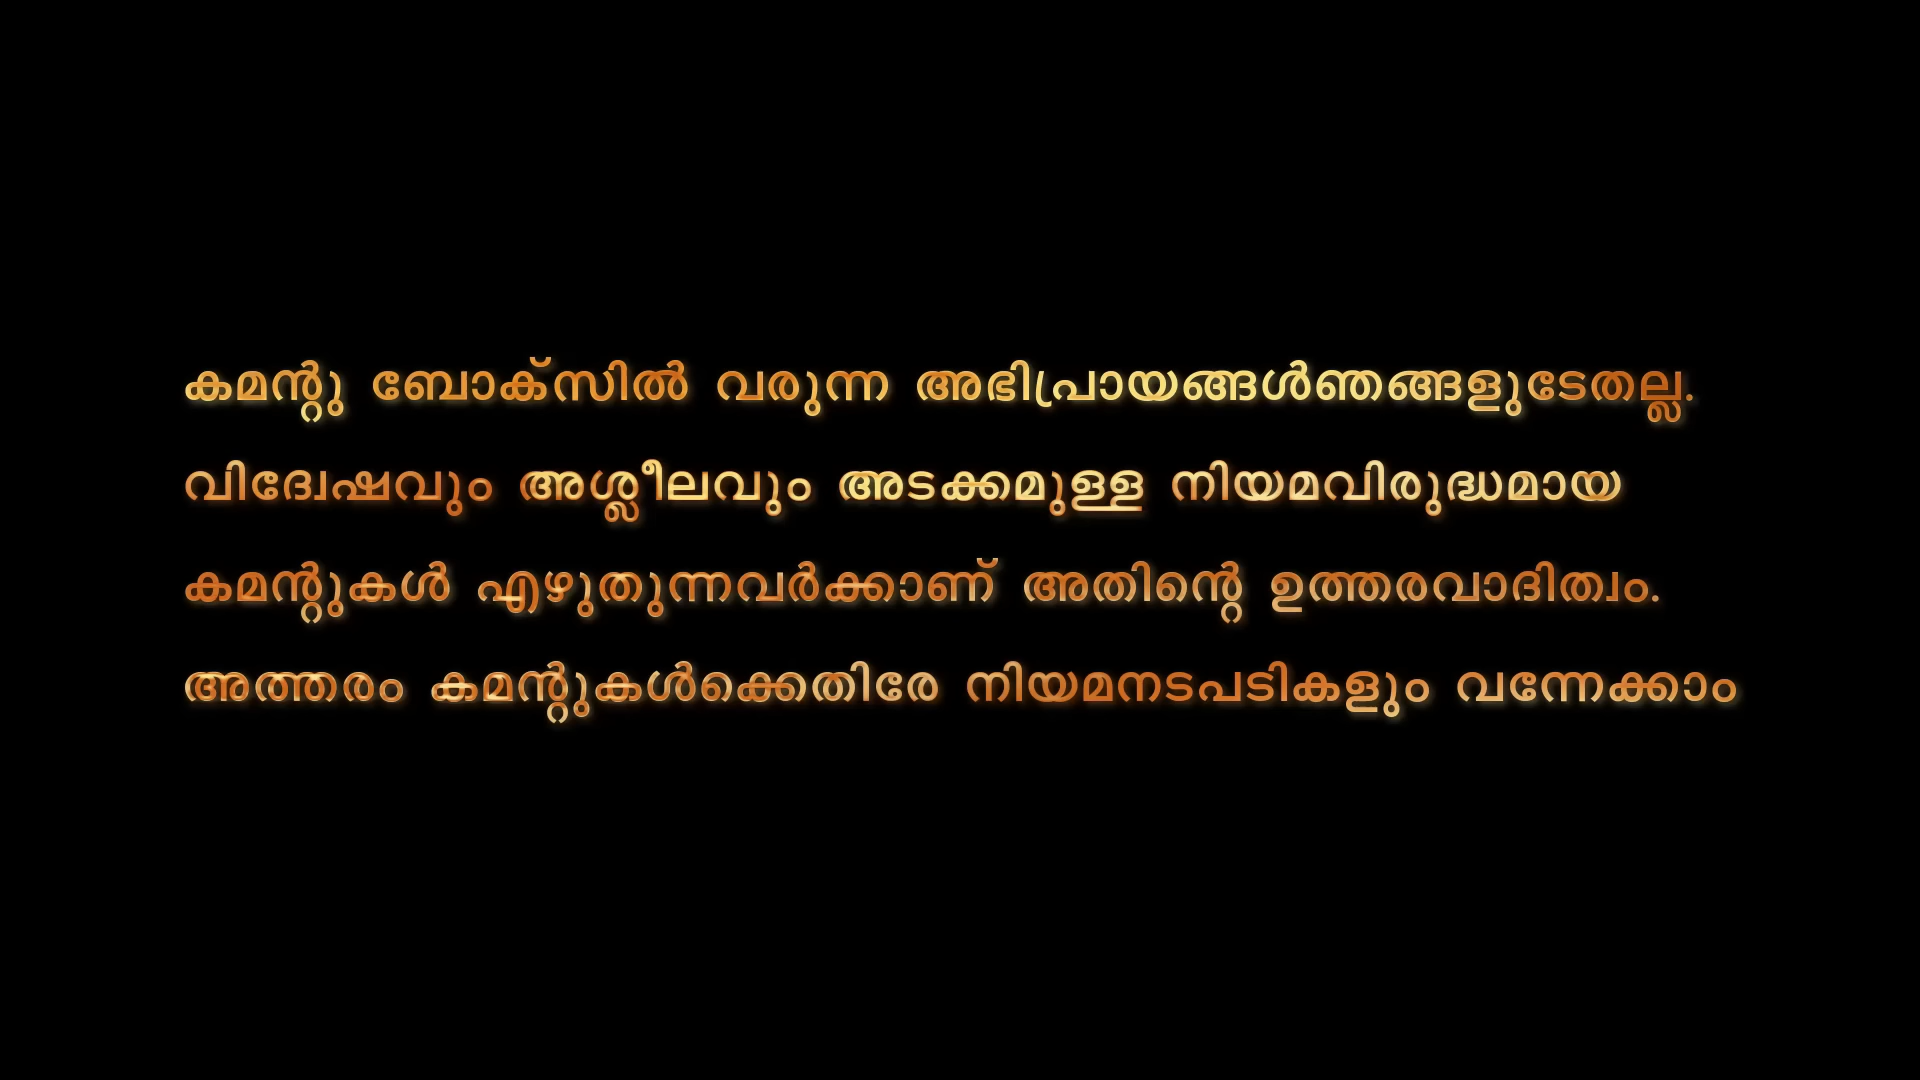 കമന്റു ബോക്സിൽ വരുന്ന അഭിപ്രായങ്ങൾഞങ്ങളുടേതല്ല.
വിദ്വേഷവും അശ്ലീലവും അടക്കമുള്ള നിയമവിരുദ്ധമായ
കമന്റുകൾ എഴുതുന്നവർക്കാണ് അതിന്റെ ഉത്തരവാദിത്വം.
അത്തരം കമന്റുകൾക്കെതിരേ നിയമനടപടികളും വന്നേക്കാം